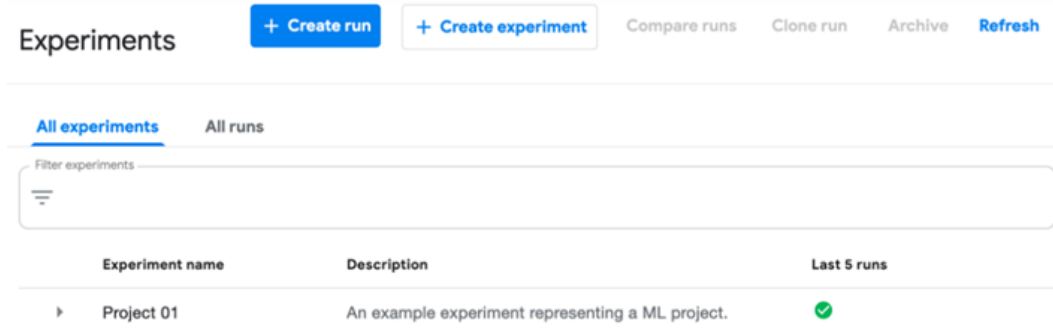 Experiments + Create run + Create experiment Compare runs Clone run Archive Refresh
All experiments All runs
Filter experiments
Experiment name Description Last 5 runs
Project 01 An example experiment representing a ML project.